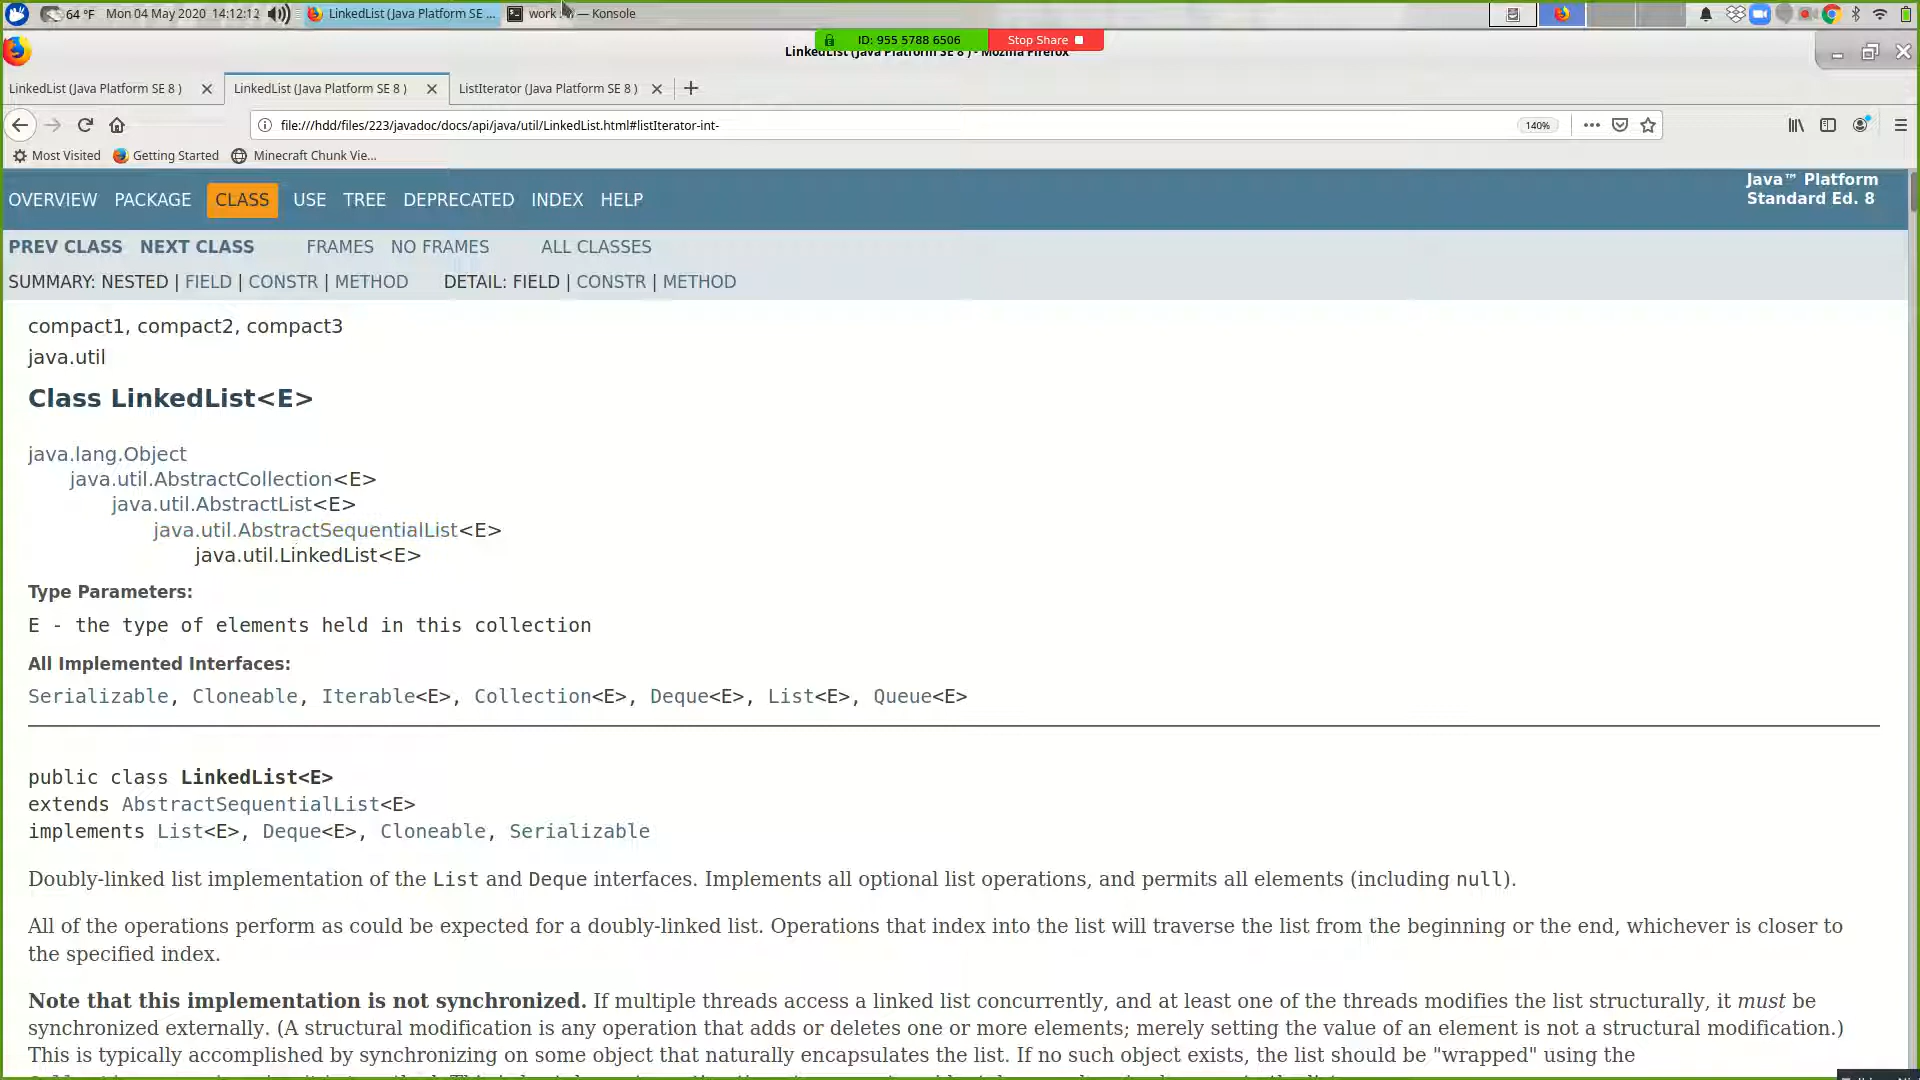 64 °F Mon 04 May 2020 14:12:12 LinkedList (Java Platform SE ... work : — Konsole
ID: 955 5788 6506 Stop Share
LinkedList (Java Platform SE 8 ) - Mozilla Firefox
LinkedList (Java Platform SE 8 ) LinkedList (Java Platform SE 8 ) ListIterator (Java Platform SE 8 )
file:///hdd/files/223/javadoc/docs/api/java/util/LinkedList.html#listIterator-int- 140%
Most Visited Getting Started Minecraft Chunk Vie...
OVERVIEW PACKAGE CLASS USE TREE DEPRECATED INDEX HELP
Java™ Platform
Standard Ed. 8
PREV CLASS NEXT CLASS FRAMES NO FRAMES ALL CLASSES
SUMMARY: NESTED | FIELD | CONSTR | METHOD DETAIL: FIELD | CONSTR | METHOD
compact1, compact2, compact3
java.util
Class LinkedList<E>
java.lang.Object
java.util.AbstractCollection<E>
java.util.AbstractList<E>
java.util.AbstractSequentialList<E>
java.util.LinkedList<E>
Type Parameters:
E - the type of elements held in this collection
All Implemented Interfaces:
Serializable, Cloneable, Iterable<E>, Collection<E>, Deque<E>, List<E>, Queue<E>
public class LinkedList<E>
extends AbstractSequentialList<E>
implements List<E>, Deque<E>, Cloneable, Serializable
Doubly-linked list implementation of the List and Deque interfaces. Implements all optional list operations, and permits all elements (including null).
All of the operations perform as could be expected for a doubly-linked list. Operations that index into the list will traverse the list from the beginning or the end, whichever is closer to
the specified index.
Note that this implementation is not synchronized. If multiple threads access a linked list concurrently, and at least one of the threads modifies the list structurally, it must be
synchronized externally. (A structural modification is any operation that adds or deletes one or more elements; merely setting the value of an element is not a structural modification.)
This is typically accomplished by synchronizing on some object that naturally encapsulates the list. If no such object exists, the list should be "wrapped" using the